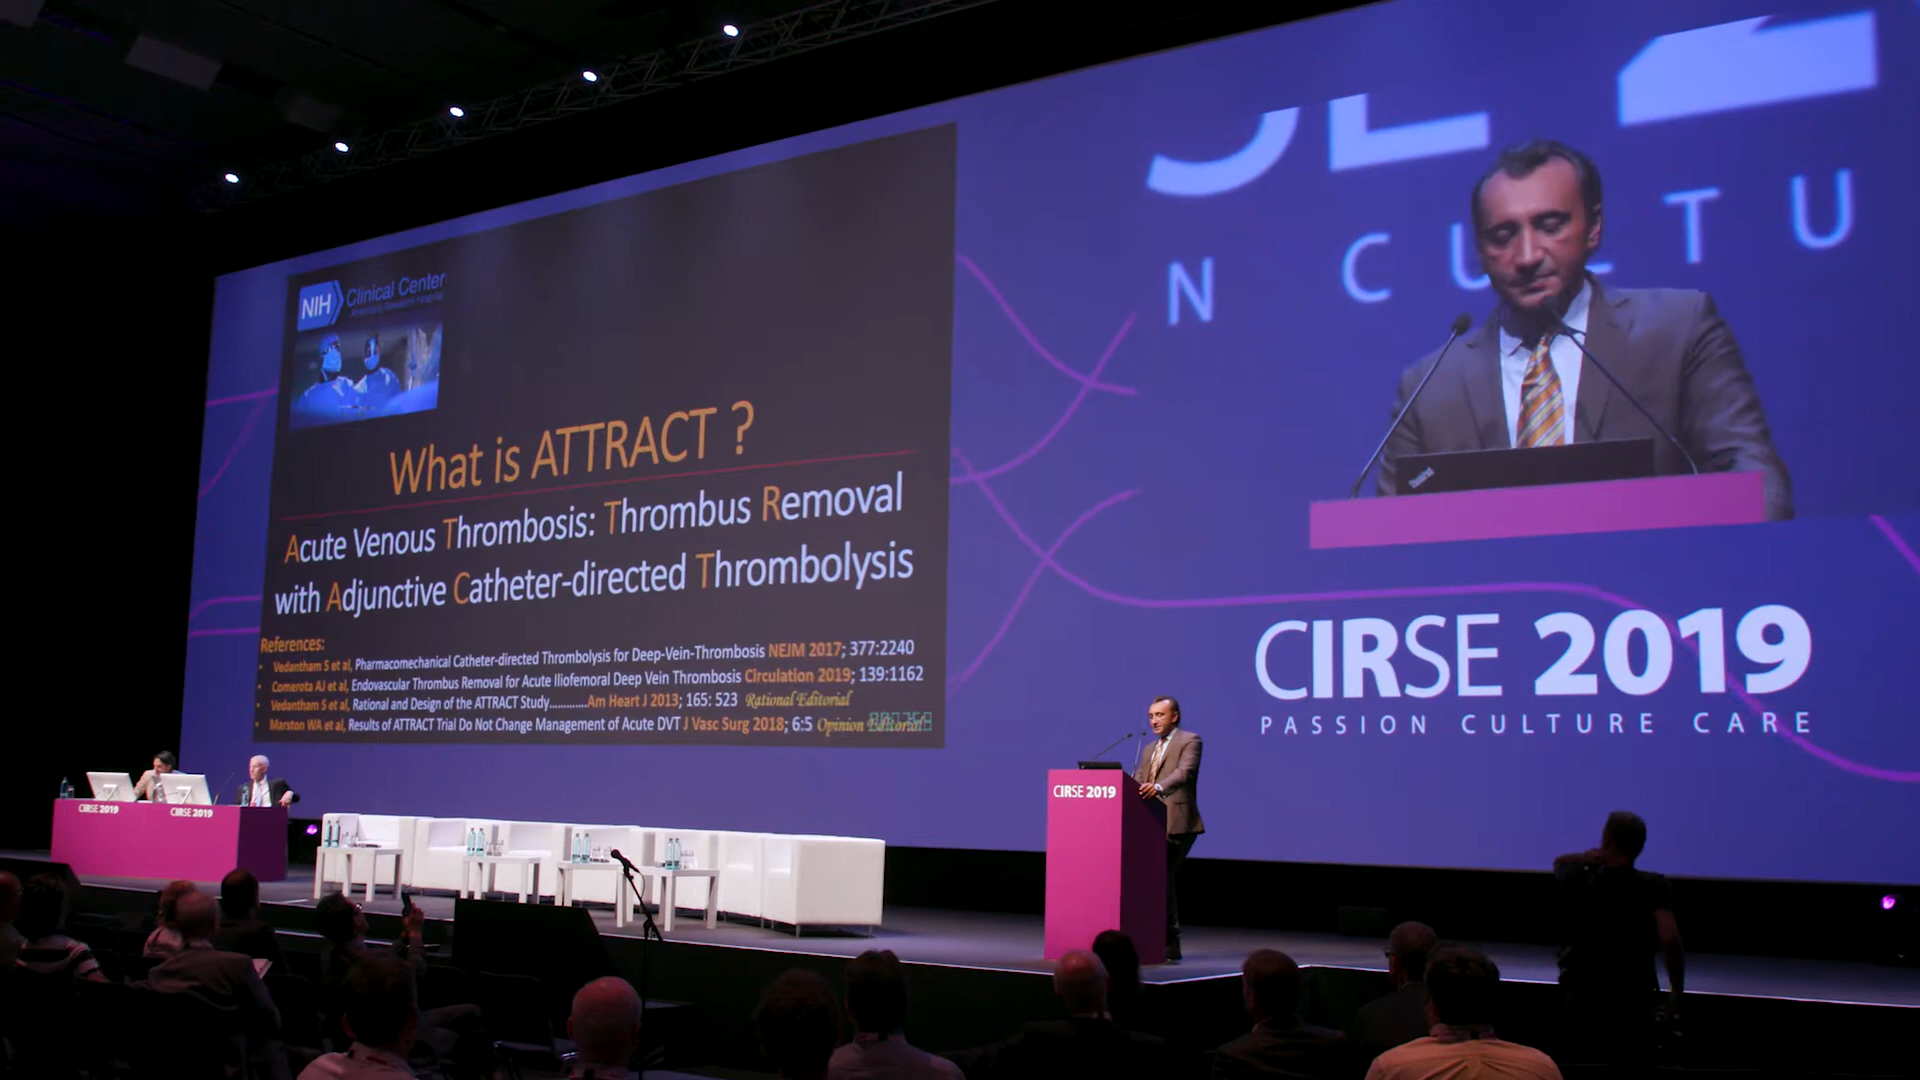 NIH Clinical Center
America's Research Hospital
What is ATTRACT ?
Acute Venous Thrombosis: Thrombus Removal
with Adjunctive Catheter-directed Thrombolysis
References:
• Vedantham S et al, Pharmacomechanical Catheter-directed Thrombolysis for Deep-Vein-Thrombosis NEJM 2017; 377:2240
• Comerota AJ et al, Endovascular Thrombus Removal for Acute Iliofemoral Deep Vein Thrombosis Circulation 2019; 139:1162
• Vedantham S et al, Rational and Design of the ATTRACT Study.............Am Heart J 2013; 165: 523 Rational Editorial
• Marston WA et al, Results of ATTRACT Trial Do Not Change Management of Acute DVT J Vasc Surg 2018; 6:5 Opinion Editorial
N CULTU
ThinkPad
CIRSE 2019
PASSION CULTURE CARE
CIRSE 2019
CIRSE 2019
CIRSE 2019